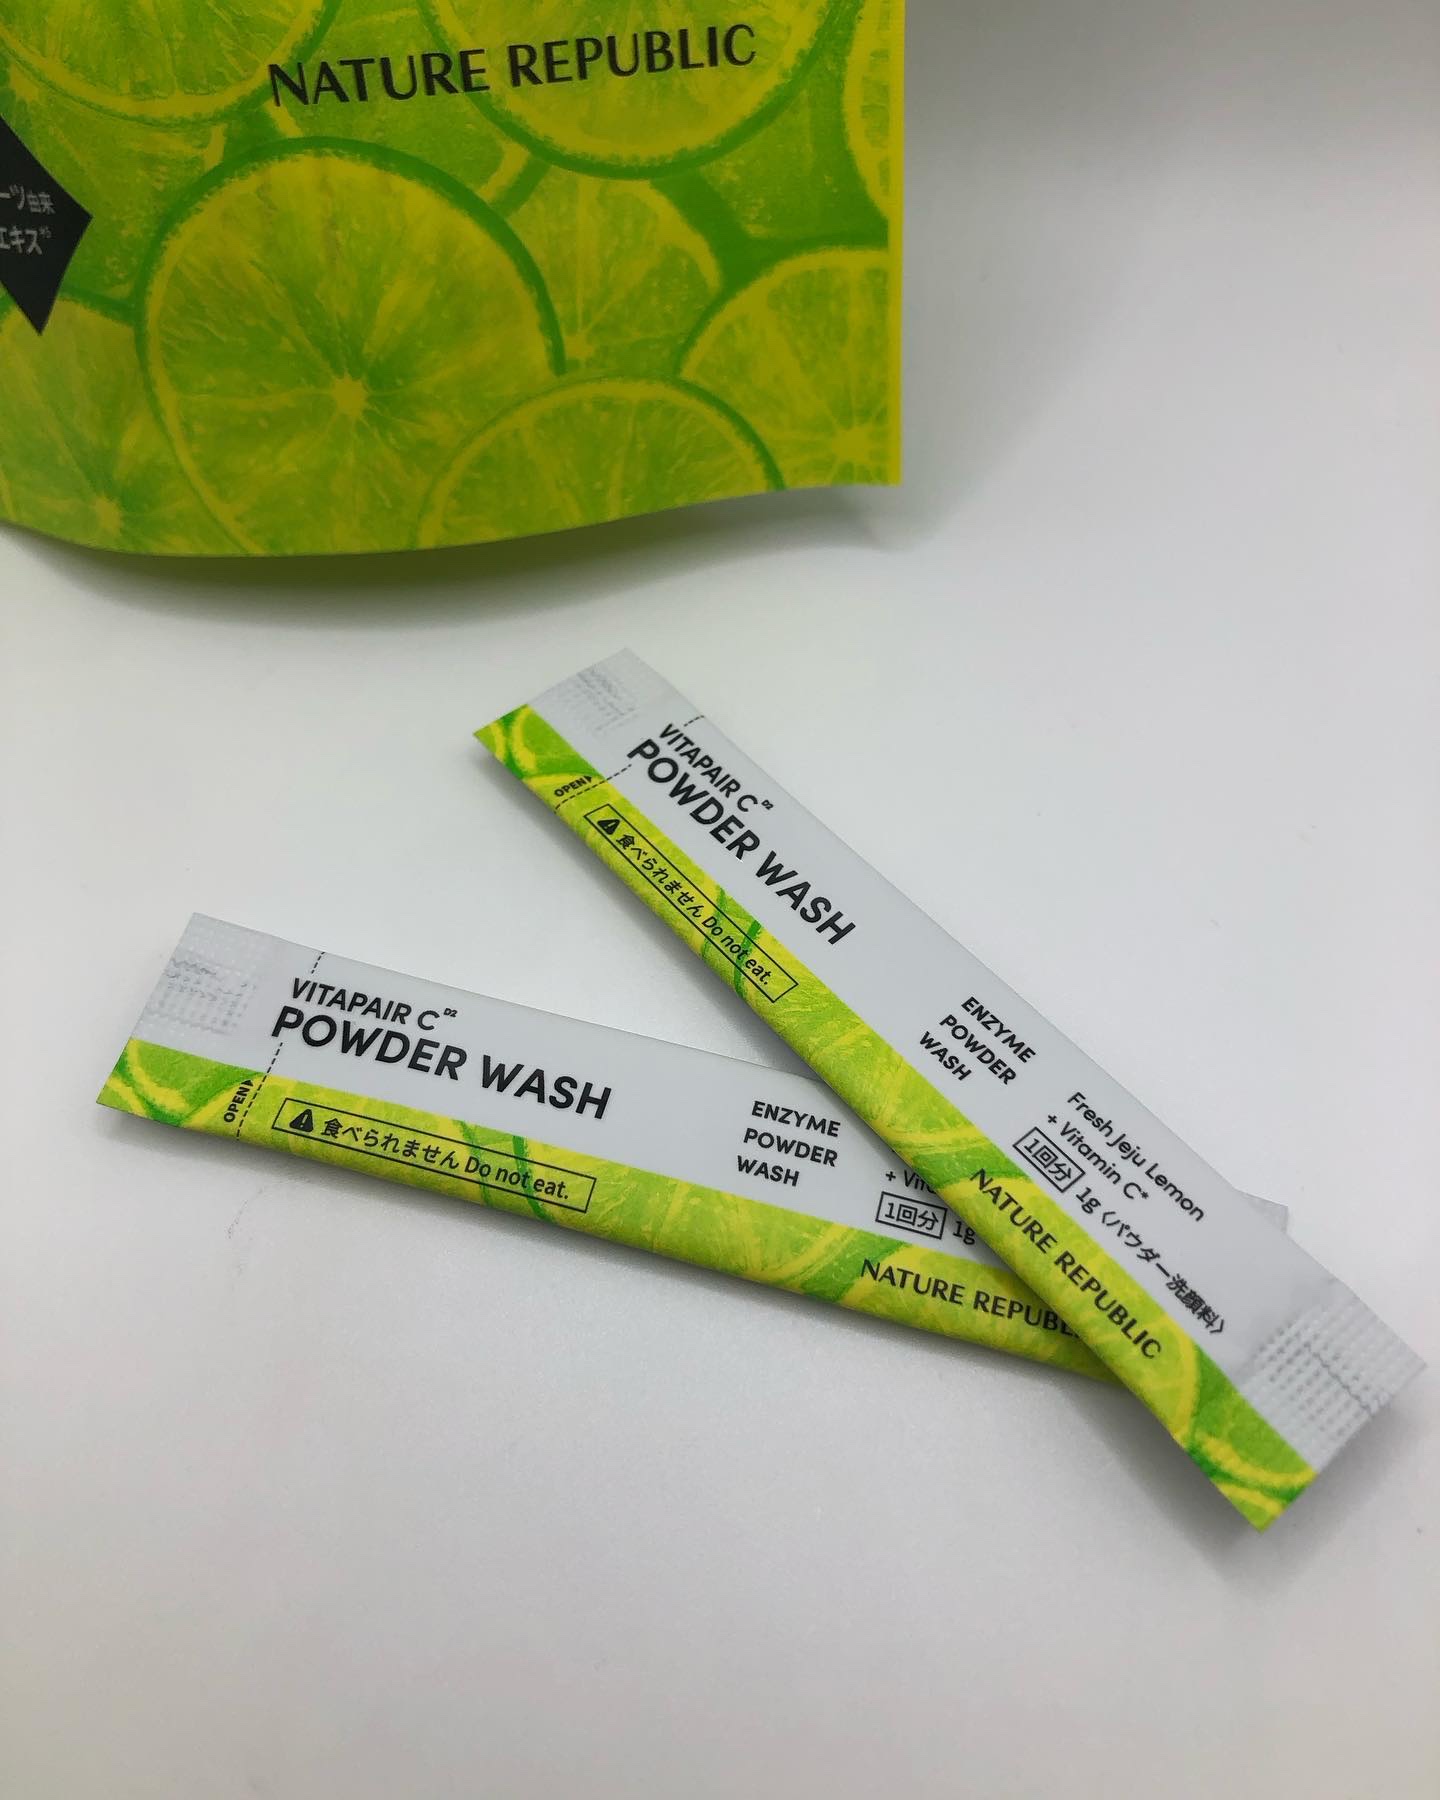 NATURE REPUBLIC
ーツ由来
エキス
VITAPAIR C D2
POWDER WASH
OPEN
食べられません Do not eat.
ENZYME
POWDER
WASH
Fresh Jeju Lemon
+ Vitamin C*
1回分 1g〈パウダー洗顔料〉
NATURE REPUBLIC
VITAPAIR C D2
POWDER WASH
OPEN
食べられません Do not eat.
ENZYME
POWDER
WASH
1回分 1g
NATURE